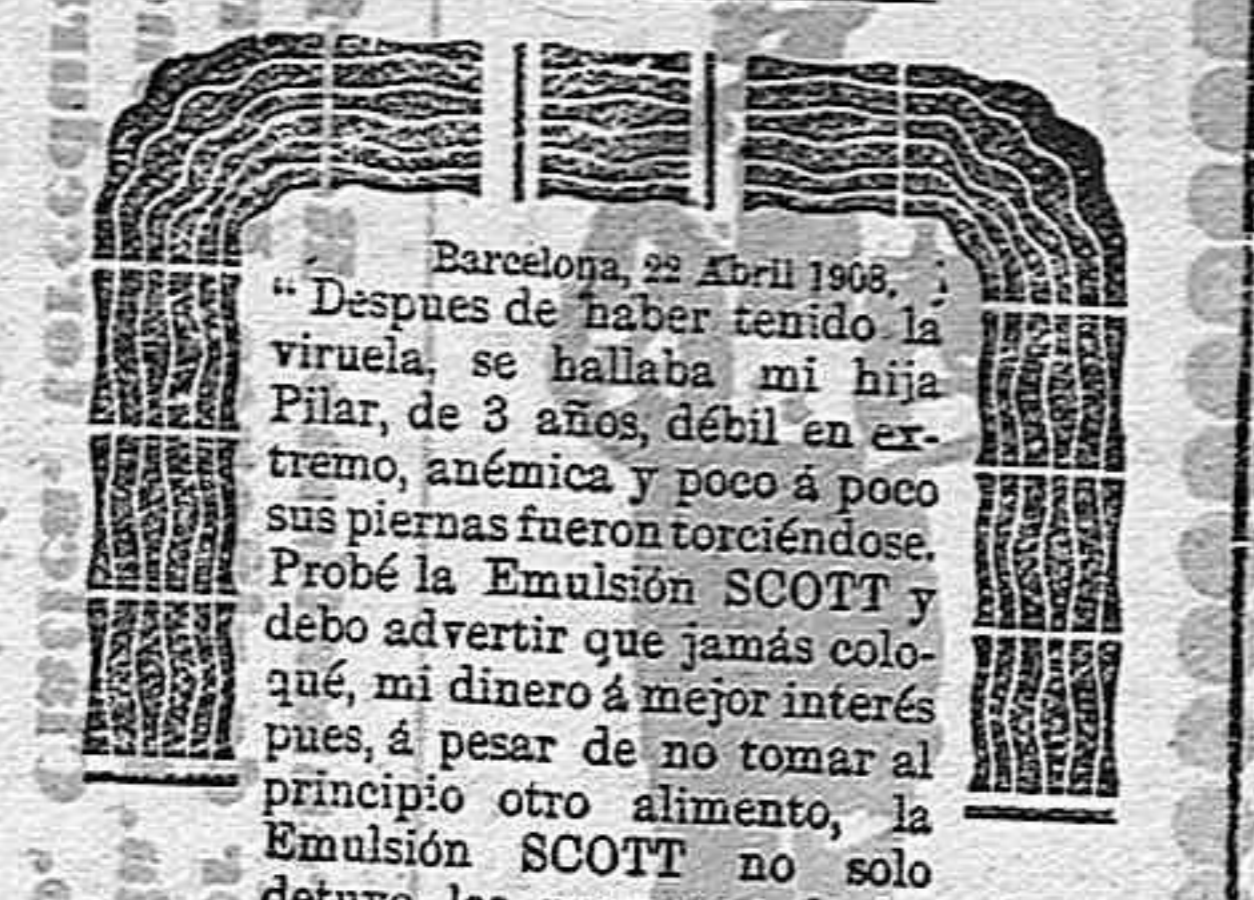 Barcelona, 22 Abril 1908.
“Despues de haber tenido la
viruela, se hallaba mi hija
Pilar, de 3 años, débil en ex-
tremo, anémica y poco á poco
sus piernas fueron torciéndose.
Probé la Emulsión SCOTT y
debo advertir que jamás colo-
qué, mi dinero á mejor interés
pues, á pesar de no tomar al
principio otro alimento, la
Emulsión SCOTT no solo
detuvo las